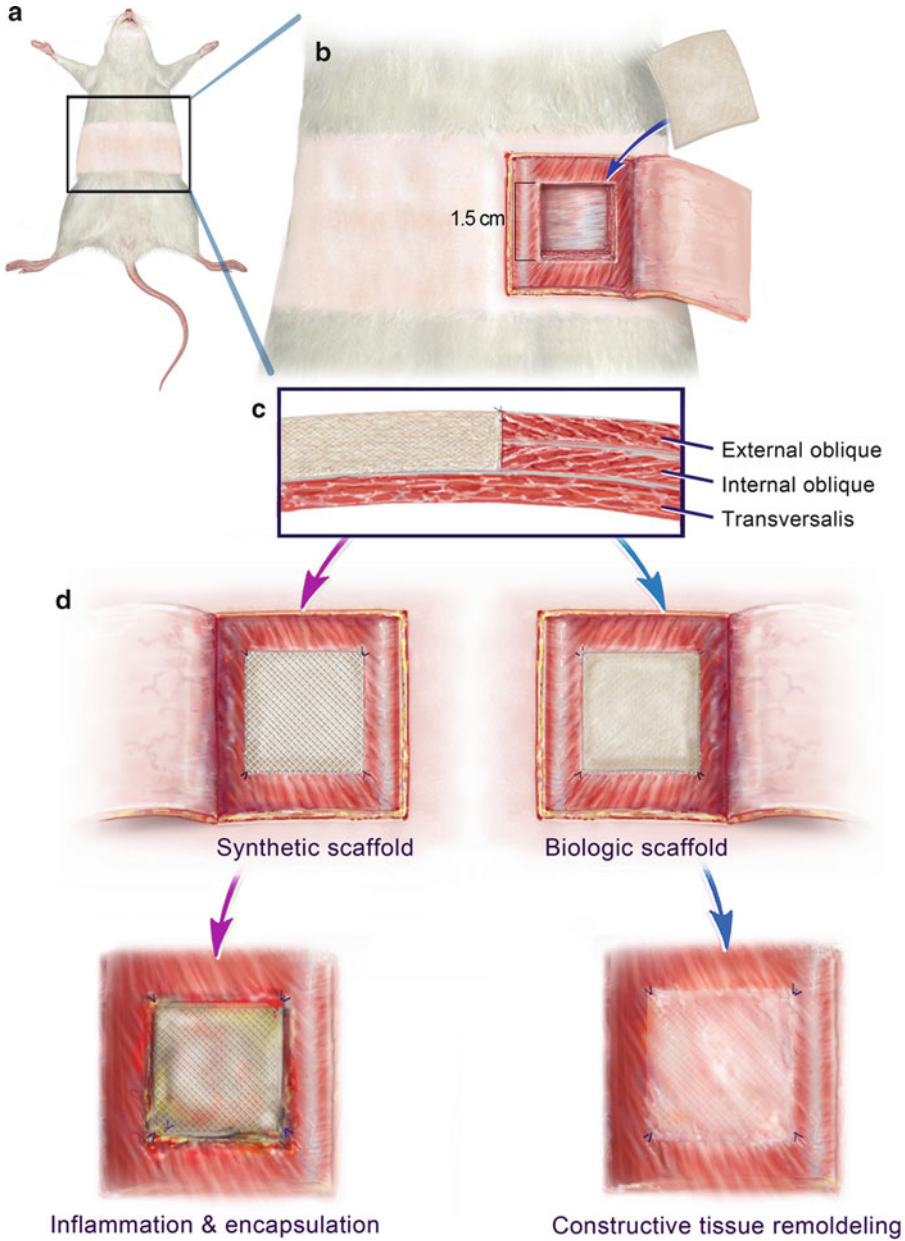 a
b
1.5 cm
c
External oblique
Internal oblique
Transversalis
d
Synthetic scaffold
Biologic scaffold
Inflammation & encapsulation
Constructive tissue remoldeling